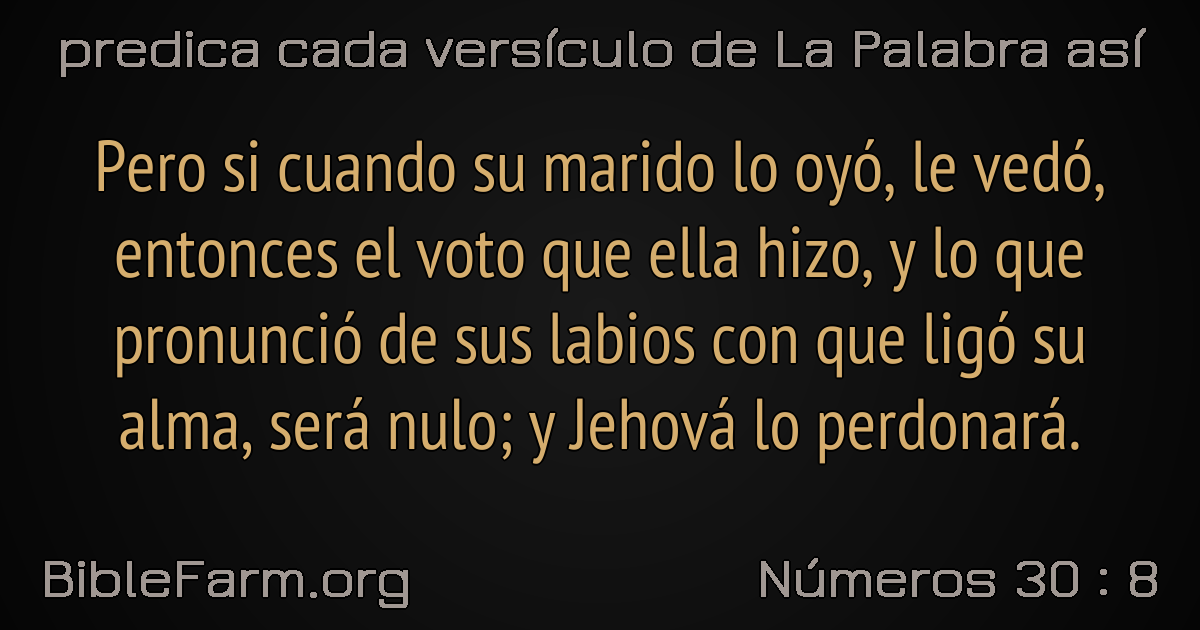 predica cada versículo de La Palabra así
Pero si cuando su marido lo oyó, le vedó,
entonces el voto que ella hizo, y lo que
pronunció de sus labios con que ligó su
alma, será nulo; y Jehová lo perdonará.
BibleFarm.org
Números 30 : 8